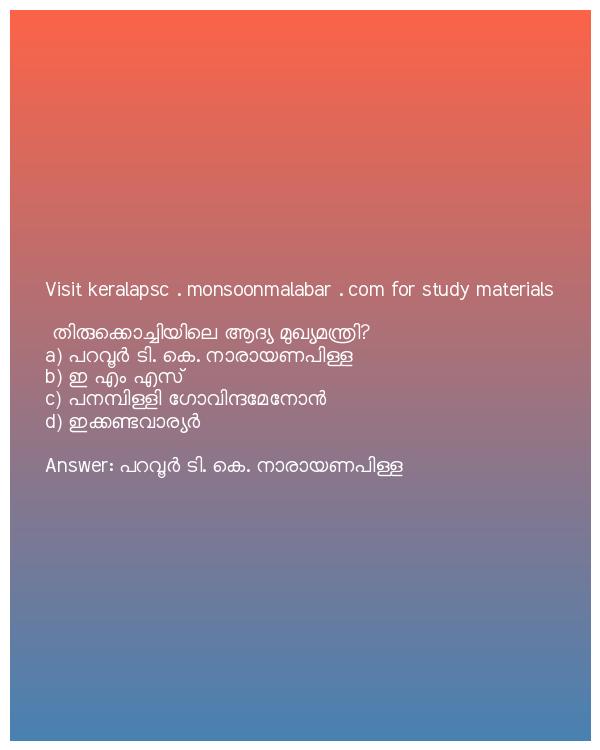 Visit keralapsc . monsoonmalabar . com for study materials
തിരുക്കൊച്ചിയിലെ ആദ്യ മുഖ്യമന്ത്രി?
a) പറവൂർ ടി. കെ. നാരായണപിള്ള
b) ഇ എം എസ്
c) പനമ്പിള്ളി ഗോവിന്ദമേനോൻ
d) ഇക്കണ്ടവാര്യർ
Answer: പറവൂർ ടി. കെ. നാരായണപിള്ള